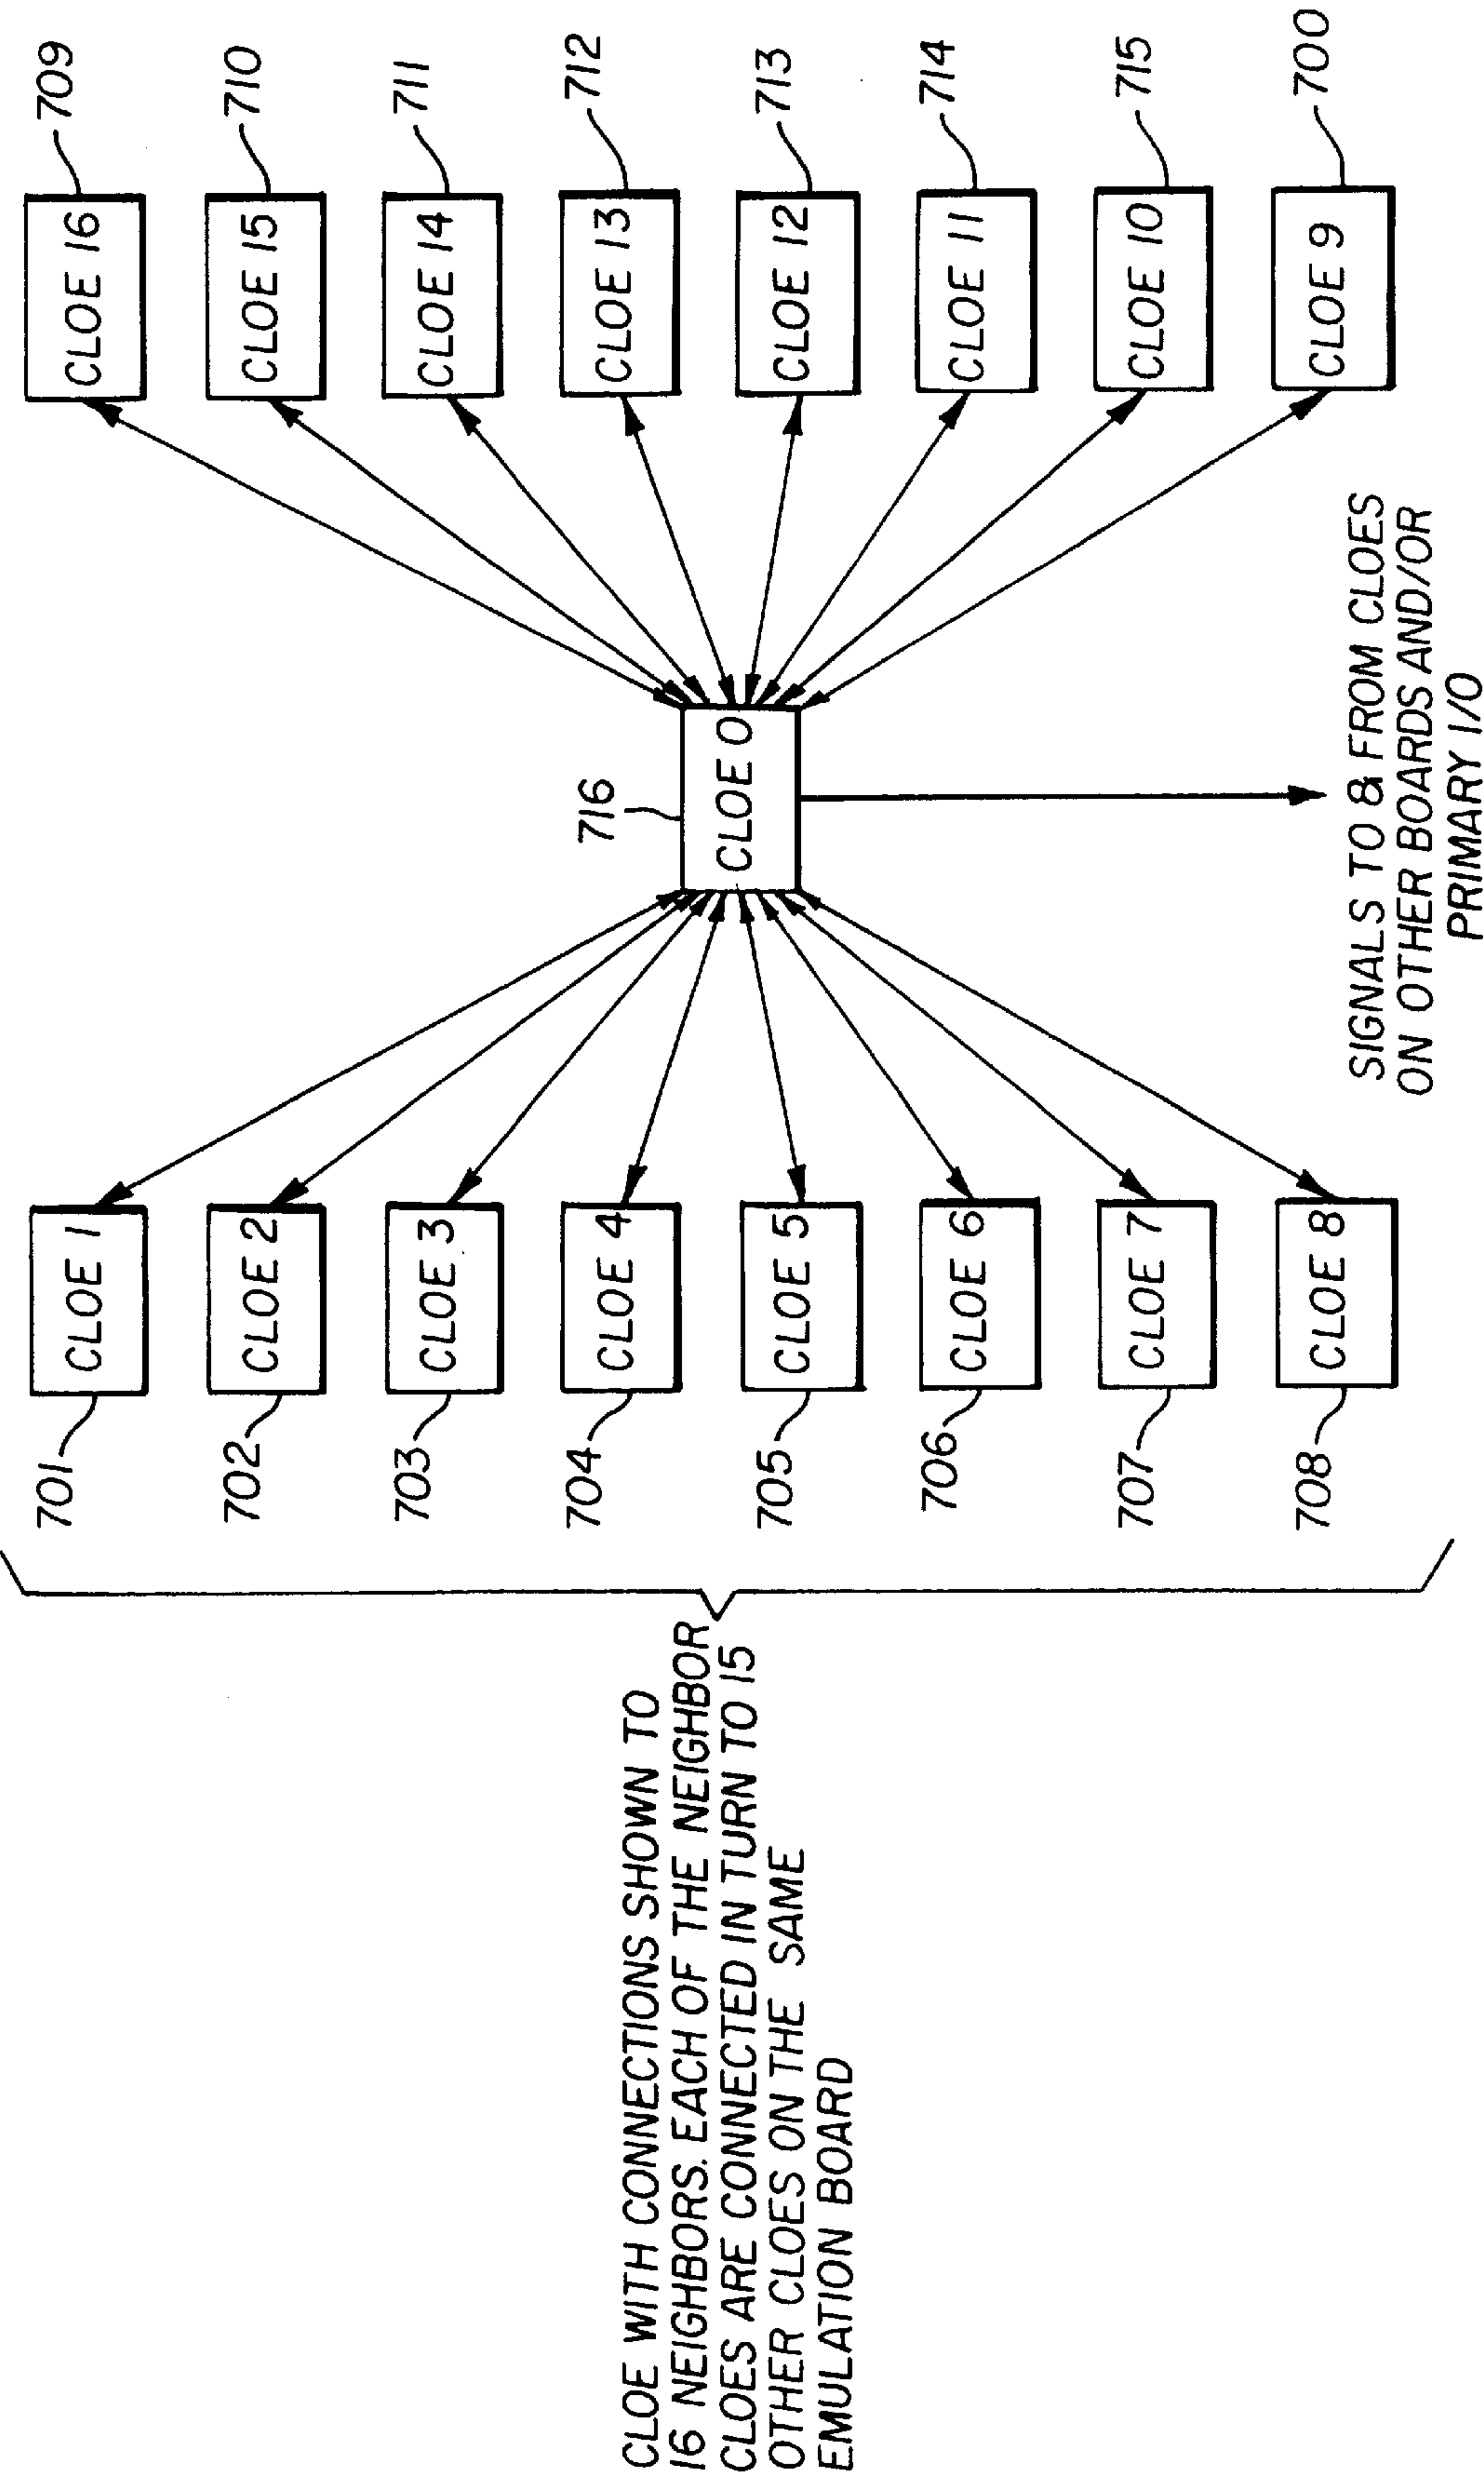 CLOE WITH CONNECTIONS SHOWN TO
16 NEIGHBORS. EACH OF THE NEIGHBOR
CLOES ARE CONNECTED IN TURN TO 15
OTHER CLOES ON THE SAME
EMULATION BOARD
701
CLOE 1
702
CLOE 2
703
CLOE 3
704
CLOE 4
705
CLOE 5
706
CLOE 6
707
CLOE 7
708
CLOE 8
716
CLOE 0
SIGNALS TO & FROM CLOES
ON OTHER BOARDS AND/OR
PRIMARY I/O
CLOE 16
709
CLOE 15
710
CLOE 14
711
CLOE 13
712
CLOE 12
713
CLOE 11
714
CLOE 10
715
CLOE 9
700